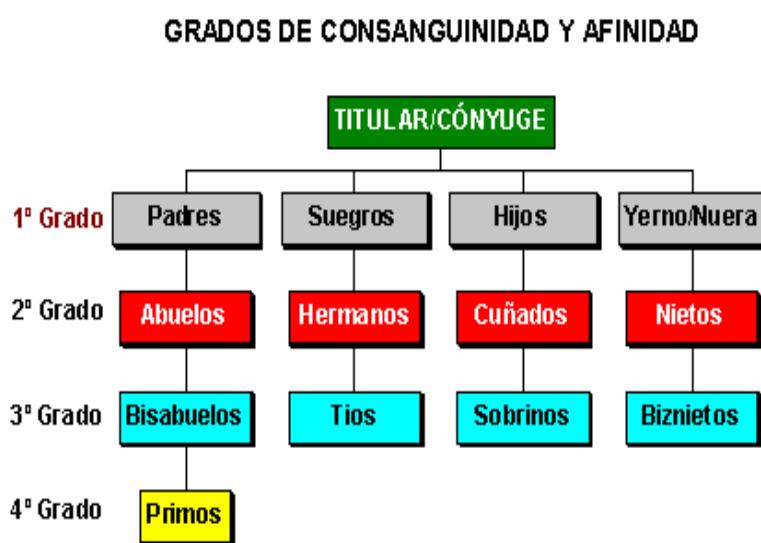 GRADOS DE CONSANGUINIDAD Y AFINIDAD
TITULAR/CÓNYUGE
1º Grado Padres Suegros Hijos Yerno/Nuera
2º Grado Abuelos Hermanos Cuñados Nietos
3º Grado Bisabuelos Tios Sobrinos Biznietos
4º Grado Primos